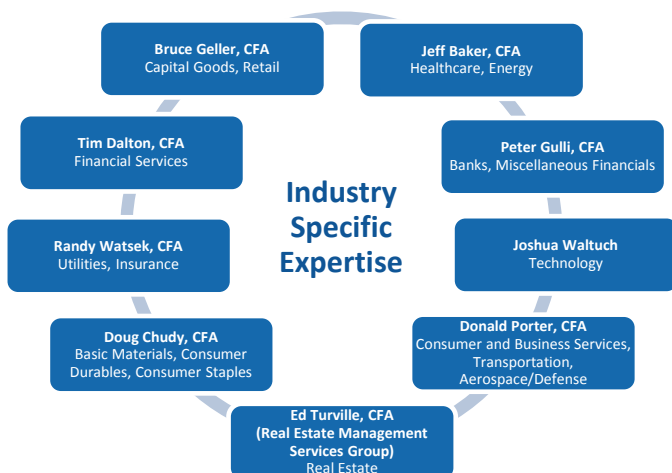 Bruce Geller, CFA
Capital Goods, Retail
Jeff Baker, CFA
Healthcare, Energy
Tim Dalton, CFA
Financial Services
Peter Gulli, CFA
Banks, Miscellaneous Financials
Industry
Specific
Expertise
Randy Watsek, CFA
Utilities, Insurance
Joshua Waltuch
Technology
Doug Chudy, CFA
Basic Materials, Consumer
Durables, Consumer Staples
Donald Porter, CFA
Consumer and Business Services,
Transportation,
Aerospace/Defense
Ed Turville, CFA
(Real Estate Management
Services Group)
Real Estate